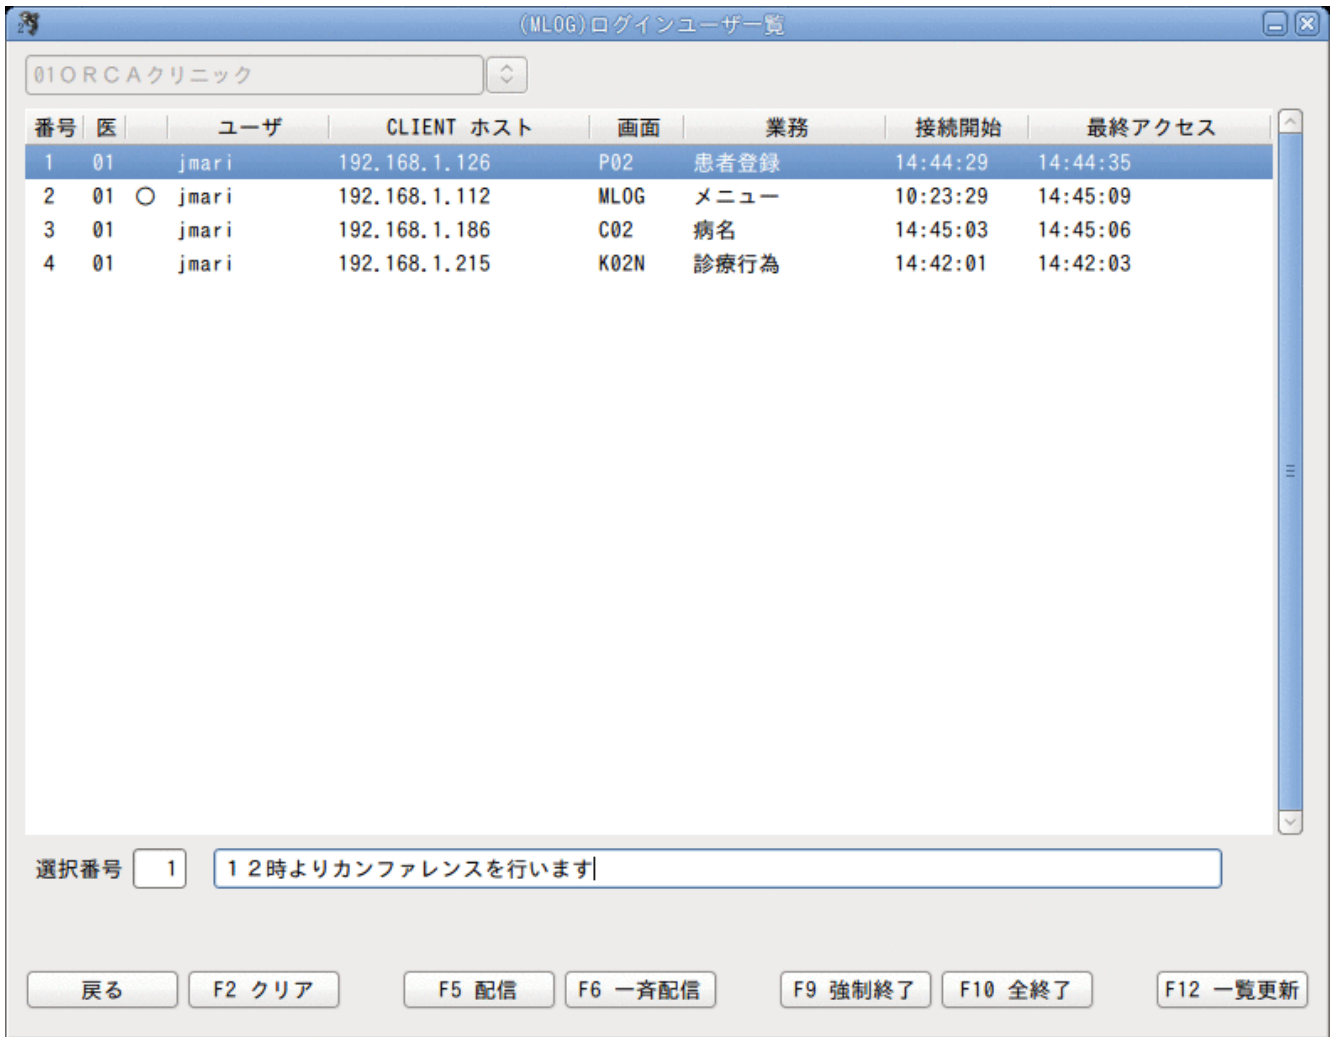 (MLOG)ログインユーザ一覧
01ＯＲＣＡクリニック
番号 医 ユーザ CLIENT ホスト 画面 業務 接続開始 最終アクセス
1 01 jmari 192.168.1.126 P02 患者登録 14:44:29 14:44:35
2 01 ○ jmari 192.168.1.112 MLOG メニュー 10:23:29 14:45:09
3 01 jmari 192.168.1.186 C02 病名 14:45:03 14:45:06
4 01 jmari 192.168.1.215 K02N 診療行為 14:42:01 14:42:03
選択番号 1 １２時よりカンファレンスを行います
戻る F2 クリア F5 配信 F6 一斉配信 F9 強制終了 F10 全終了 F12 一覧更新